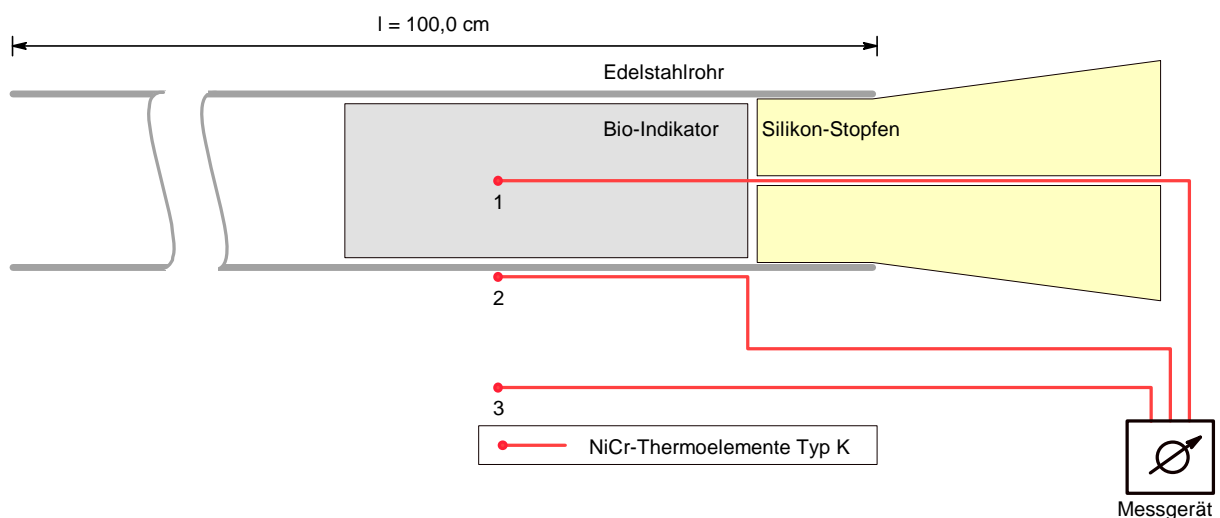 l = 100,0 cm
Edelstahlrohr
Bio-Indikator
Silikon-Stopfen
1
2
3
NiCr-Thermoelemente Typ K
Messgerät